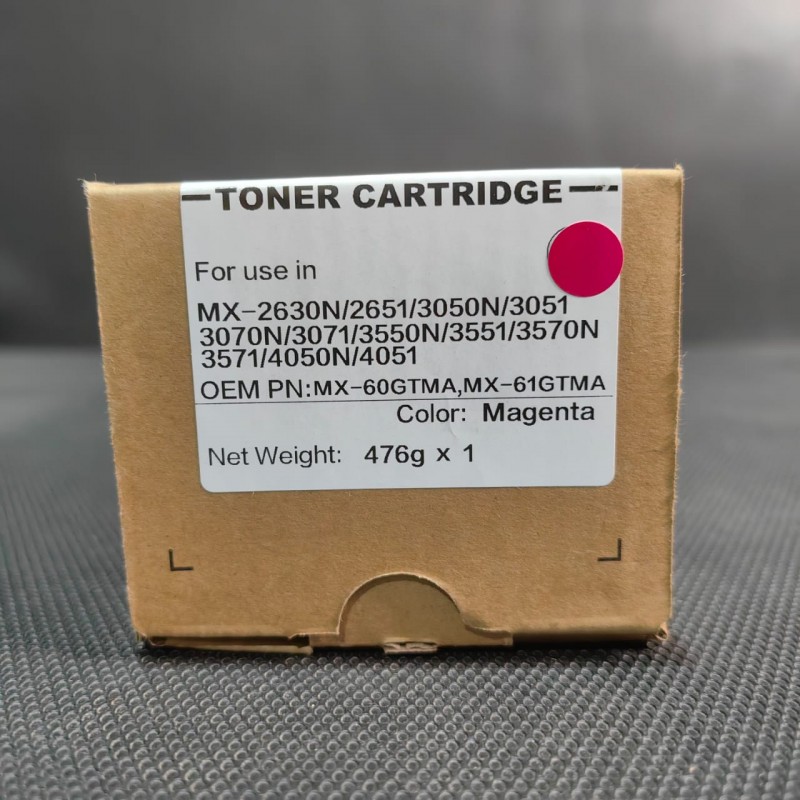 TONER CARTRIDGE
For use in
MX-2630N/2651/3050N/3051
3070N/3071/3550N/3551/3570N
3571/4050N/4051
OEM PN:MX-60GTMA,MX-61GTMA
Color: Magenta
Net Weight: 476g x 1